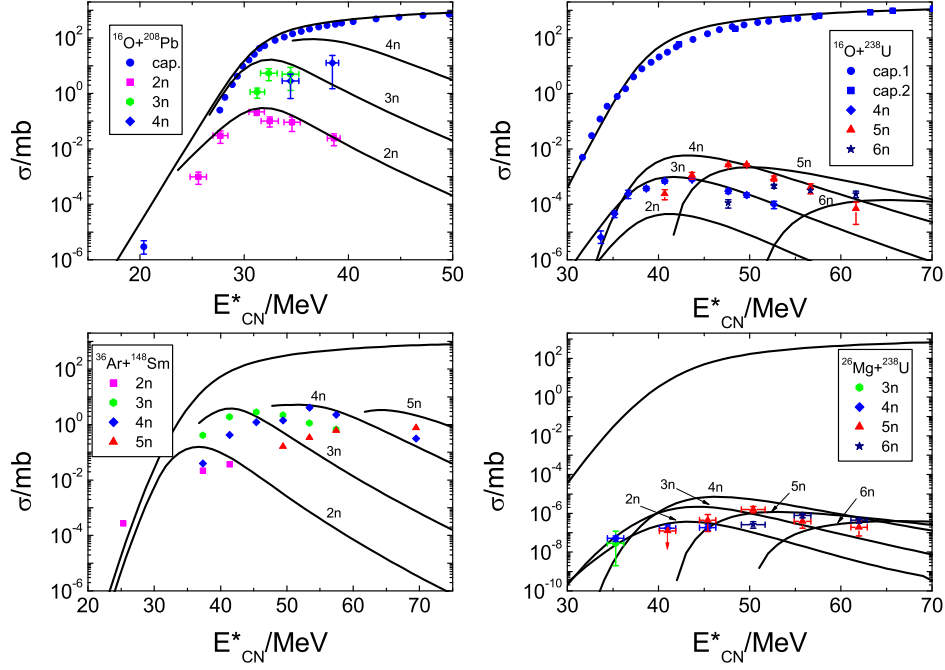 10²
10⁰
10⁻²
10⁻⁴
10⁻⁶
σ/mb
¹⁶O+²⁰⁸Pb
cap.
2n
3n
4n
4n
3n
2n
20
30
40
50
E*CN/MeV
10²
10⁰
10⁻²
10⁻⁴
10⁻⁶
σ/mb
¹⁶O+²³⁸U
cap.1
cap.2
4n
5n
6n
4n
5n
3n
2n
6n
30
40
50
60
70
E*CN/MeV
10²
10⁰
10⁻²
10⁻⁴
10⁻⁶
σ/mb
³⁶Ar+¹⁴⁸Sm
2n
3n
4n
5n
4n
5n
3n
2n
20
30
40
50
60
70
E*CN/MeV
10²
10⁰
10⁻²
10⁻⁴
10⁻⁶
10⁻⁸
10⁻¹⁰
σ/mb
²⁶Mg+²³⁸U
3n
4n
5n
6n
2n
3n
4n
5n
6n
30
40
50
60
70
E*CN/MeV